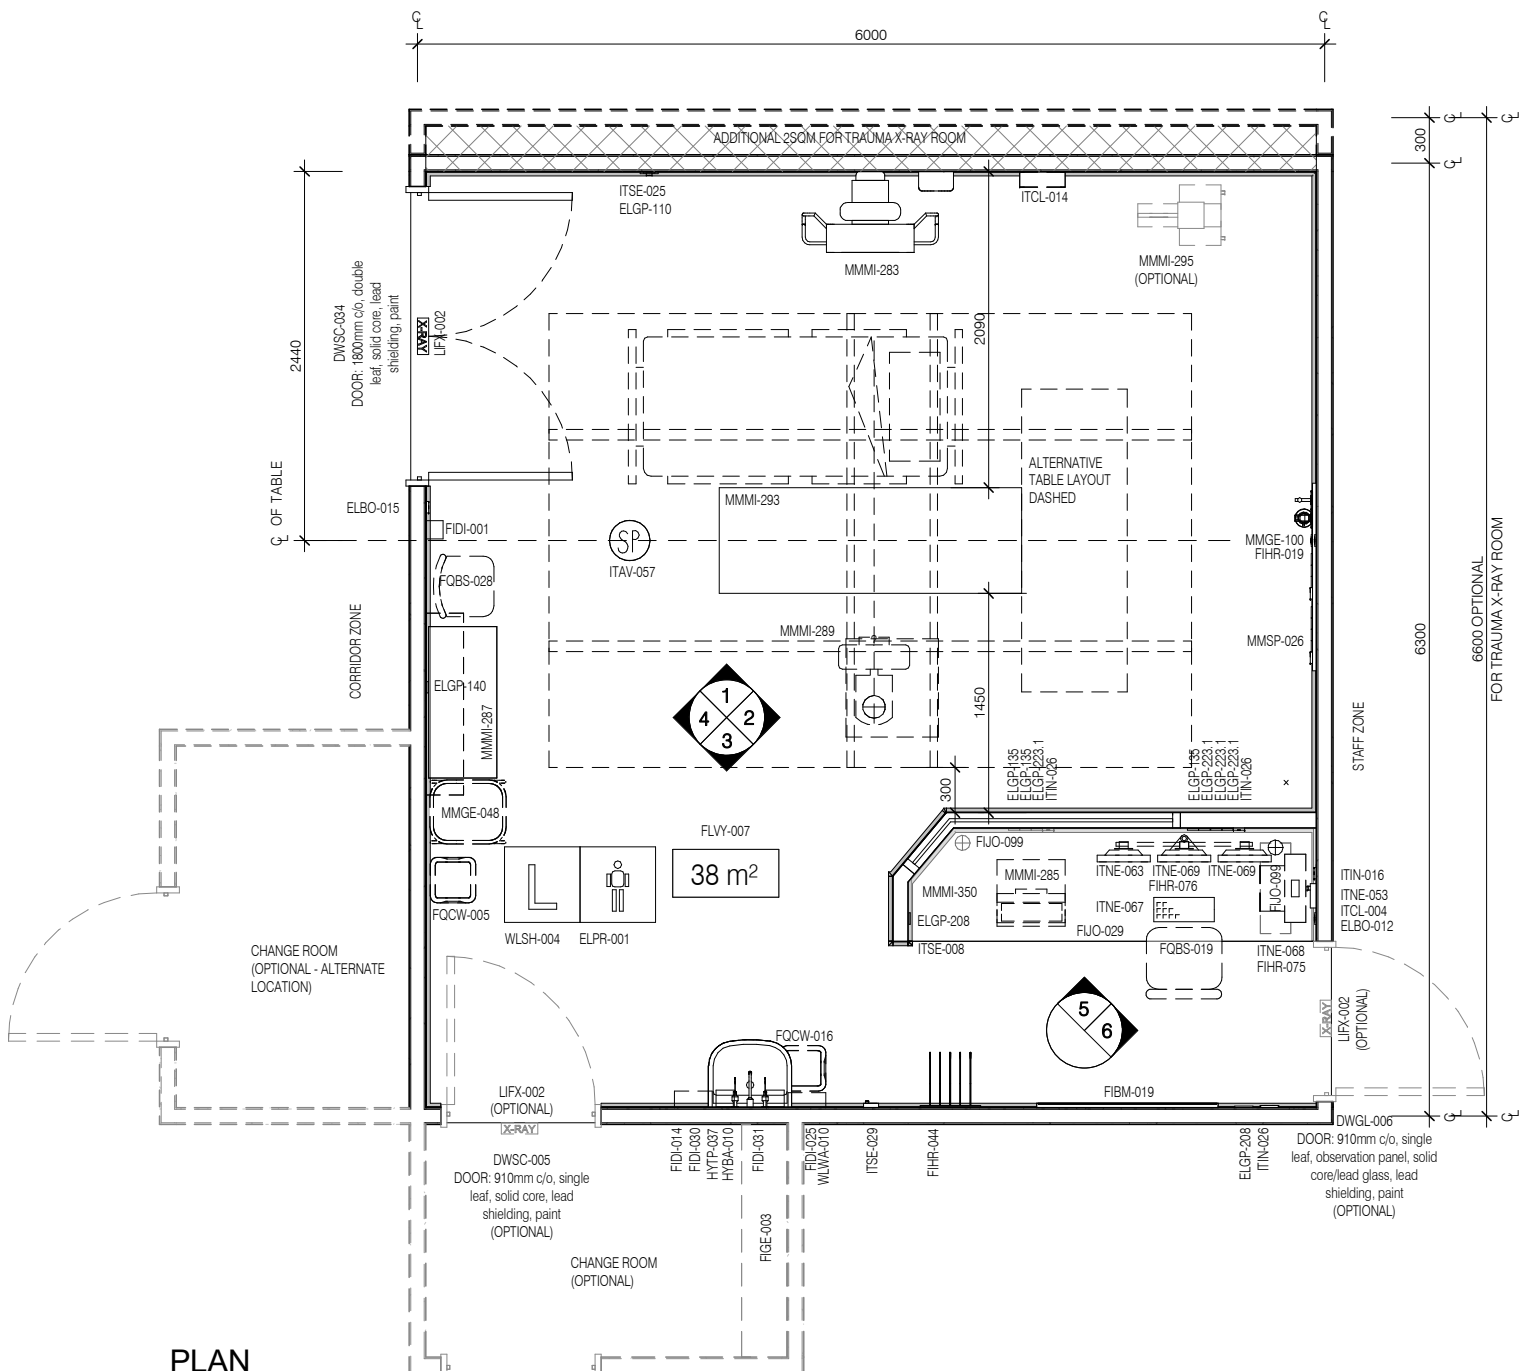 6000
ADDITIONAL 2SQM FOR TRAUMA X-RAY ROOM
300
ITSE-025
ELGP-110
ITCL-014
MMMI-283
MMMI-295
(OPTIONAL)
2440
DWSC-034
DOOR: 1800mm c/o, double
leaf, solid core, lead
shielding, paint
X-RAY
LIFX-002
2090
ALTERNATIVE
TABLE LAYOUT
DASHED
MMMI-293
℄ OF TABLE
ELBO-015
FIDI-001
SP
ITAV-057
MMGE-100
FIHR-019
FQBS-028
CORRIDOR ZONE
MMMI-289
MMSP-026
6300
6600 OPTIONAL
FOR TRAUMA X-RAY ROOM
ELGP-140
MMMI-287
1
4
2
3
1450
STAFF ZONE
300
ELGP-135
ELGP-135
ELGP-223.1
ITIN-026
ELGP-135
ELGP-223.1
ELGP-223.1
ELGP-223.1
ITIN-026
MMGE-048
FLVY-007
38 m²
FIJO-099
MMMI-285
ITNE-063
ITNE-069
FIHR-076
ITNE-069
FIJO-099
ITIN-016
ITNE-053
ITCL-004
ELBO-012
MMMI-350
ITNE-067
FQCW-005
L
WLSH-004
ELPR-001
ELGP-208
FIJO-029
ITSE-008
FQBS-019
ITNE-068
FIHR-075
CHANGE ROOM
(OPTIONAL - ALTERNATE
LOCATION)
5
6
X-RAY
LIFX-002
(OPTIONAL)
FQCW-016
LIFX-002
(OPTIONAL)
X-RAY
FIBM-019
DWSC-005
DOOR: 910mm c/o, single
leaf, solid core, lead
shielding, paint
(OPTIONAL)
FIDI-014
FIDI-030
HYTP-037
HYBA-010
FIDI-031
FIDI-025
WLWA-010
ITSE-029
FIHR-044
ELGP-208
ITIN-026
DWGL-006
DOOR: 910mm c/o, single
leaf, observation panel, solid
core/lead glass, lead
shielding, paint
(OPTIONAL)
FIGE-003
CHANGE ROOM
(OPTIONAL)
PLAN